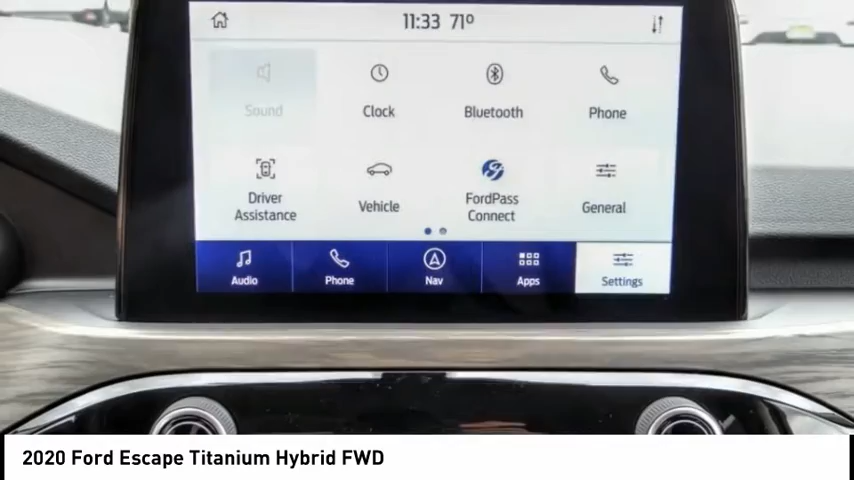 11:33 71°
Sound Clock Bluetooth Phone
Driver Assistance Vehicle FordPass Connect General
Audio Phone Nav Apps Settings
2020 Ford Escape Titanium Hybrid FWD